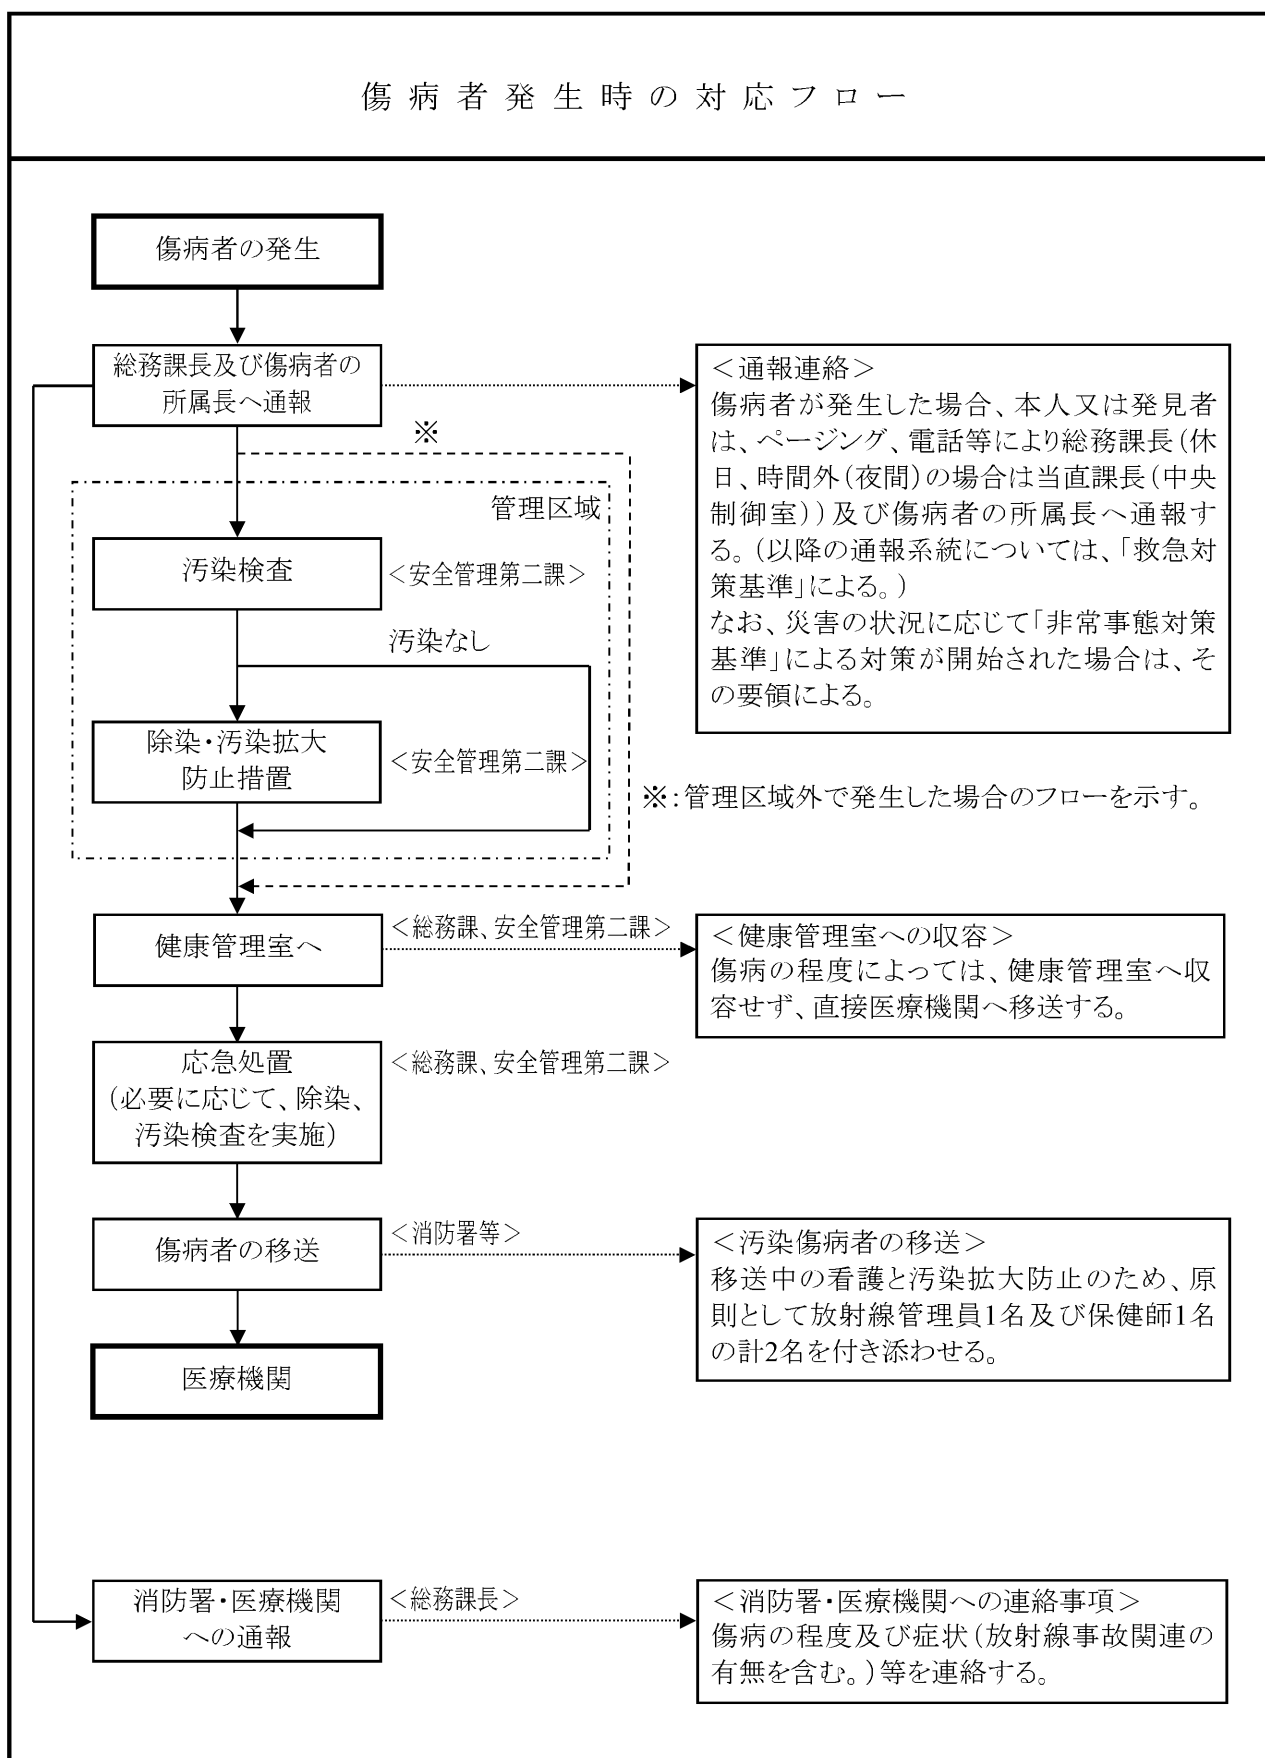 傷病者発生時の対応フロー
傷病者の発生
総務課長及び傷病者の
所属長へ通報
＜通報連絡＞
傷病者が発生した場合、本人又は発見者
は、ページング、電話等により総務課長(休
日、時間外(夜間)の場合は当直課長(中央
制御室))及び傷病者の所属長へ通報す
る。(以降の通報系統については、「救急対
策基準」による。)
なお、災害の状況に応じて「非常事態対策
基準」による対策が開始された場合は、そ
の要領による。
※
管理区域
汚染検査
＜安全管理第二課＞
汚染なし
除染・汚染拡大
防止措置
＜安全管理第二課＞
※:管理区域外で発生した場合のフローを示す。
健康管理室へ
＜総務課、安全管理第二課＞
＜健康管理室への収容＞
傷病の程度によっては、健康管理室へ収
容せず、直接医療機関へ移送する。
応急処置
(必要に応じて、除染、
汚染検査を実施)
＜総務課、安全管理第二課＞
傷病者の移送
＜消防署等＞
＜汚染傷病者の移送＞
移送中の看護と汚染拡大防止のため、原
則として放射線管理員1名及び保健師1名
の計2名を付き添わせる。
医療機関
消防署・医療機関
への通報
＜総務課長＞
＜消防署・医療機関への連絡事項＞
傷病の程度及び症状(放射線事故関連の
有無を含む。)等を連絡する。